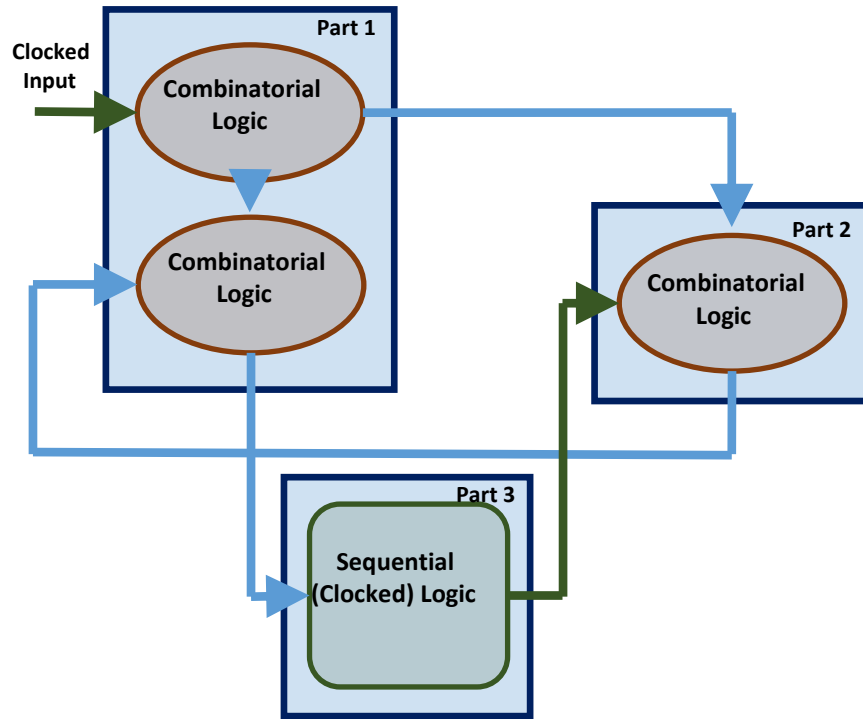 Part 1
Clocked
Input
Combinatorial
Logic
Combinatorial
Logic
Part 2
Combinatorial
Logic
Part 3
Sequential
(Clocked) Logic